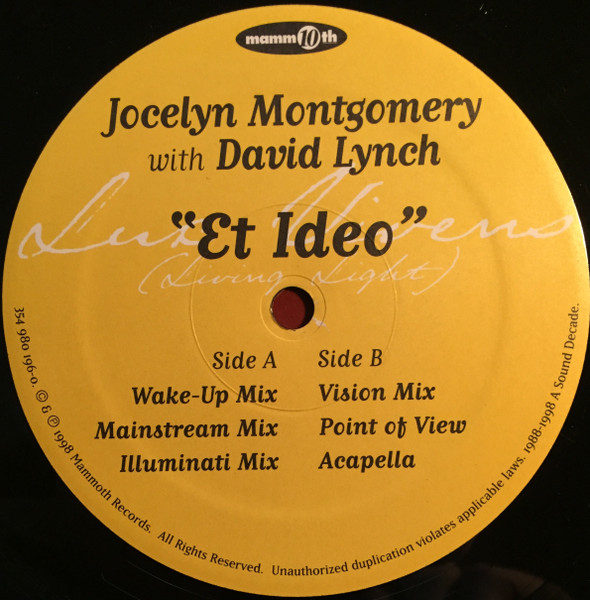 mamm10th
Jocelyn Montgomery
with David Lynch
Lux Vivens
"Et Ideo"
(Living Light)
Side A Side B
Wake-Up Mix Vision Mix
Mainstream Mix Point of View
Illuminati Mix Acapella
354 980 196-0. © & ℗ 1998 Mammoth Records. All Rights Reserved. Unauthorized duplication violates applicable laws. 1988-1998 A Sound Decade.